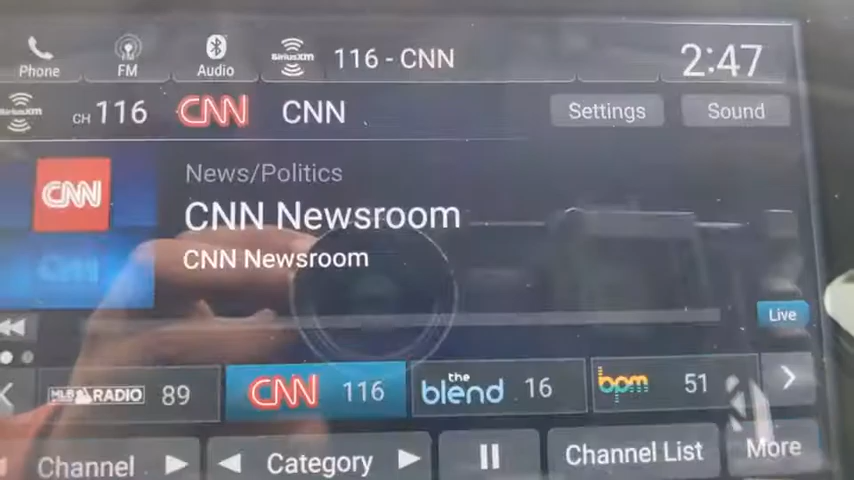 Phone FM Audio SiriusXM 116 - CNN 2:47
SiriusXM CH 116 CNN CNN Settings Sound
CNN
News/Politics
CNN Newsroom
CNN Newsroom
Live
MLB RADIO 89 CNN 116 the blend 16 bpm 51
Channel Category Channel List More